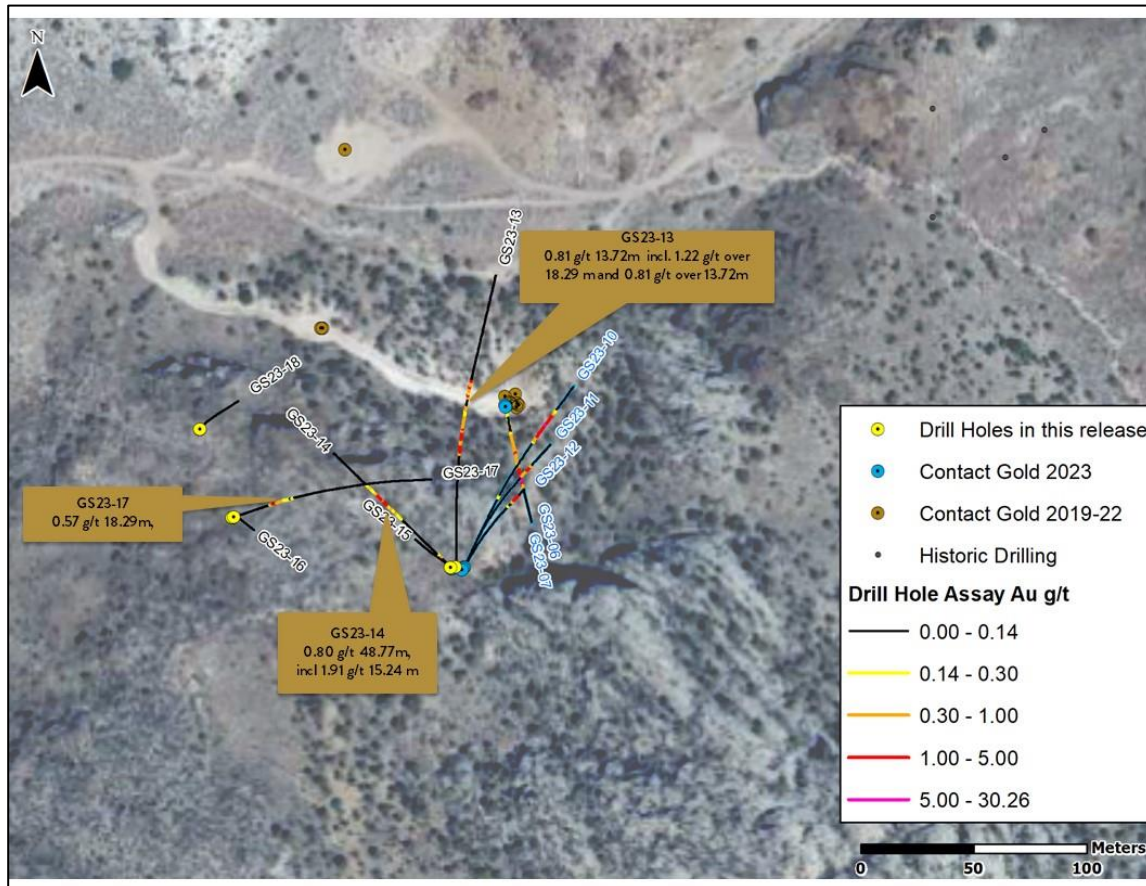 N
GS23-13
GS23-13
0.81 g/t 13.72m incl. 1.22 g/t over
18.29 m and 0.81 g/t over 13.72m
GS23-10
GS23-11
GS23-12
GS23-18
GS23-14
GS23-17
GS23-15
GS23-17
0.57 g/t 18.29m,
GS23-16
GS23-06
GS23-07
GS23-14
0.80 g/t 48.77m,
incl 1.91 g/t 15.24 m
Drill Holes in this release
Contact Gold 2023
Contact Gold 2019-22
Historic Drilling
Drill Hole Assay Au g/t
0.00 - 0.14
0.14 - 0.30
0.30 - 1.00
1.00 - 5.00
5.00 - 30.26
Meters
0 50 100